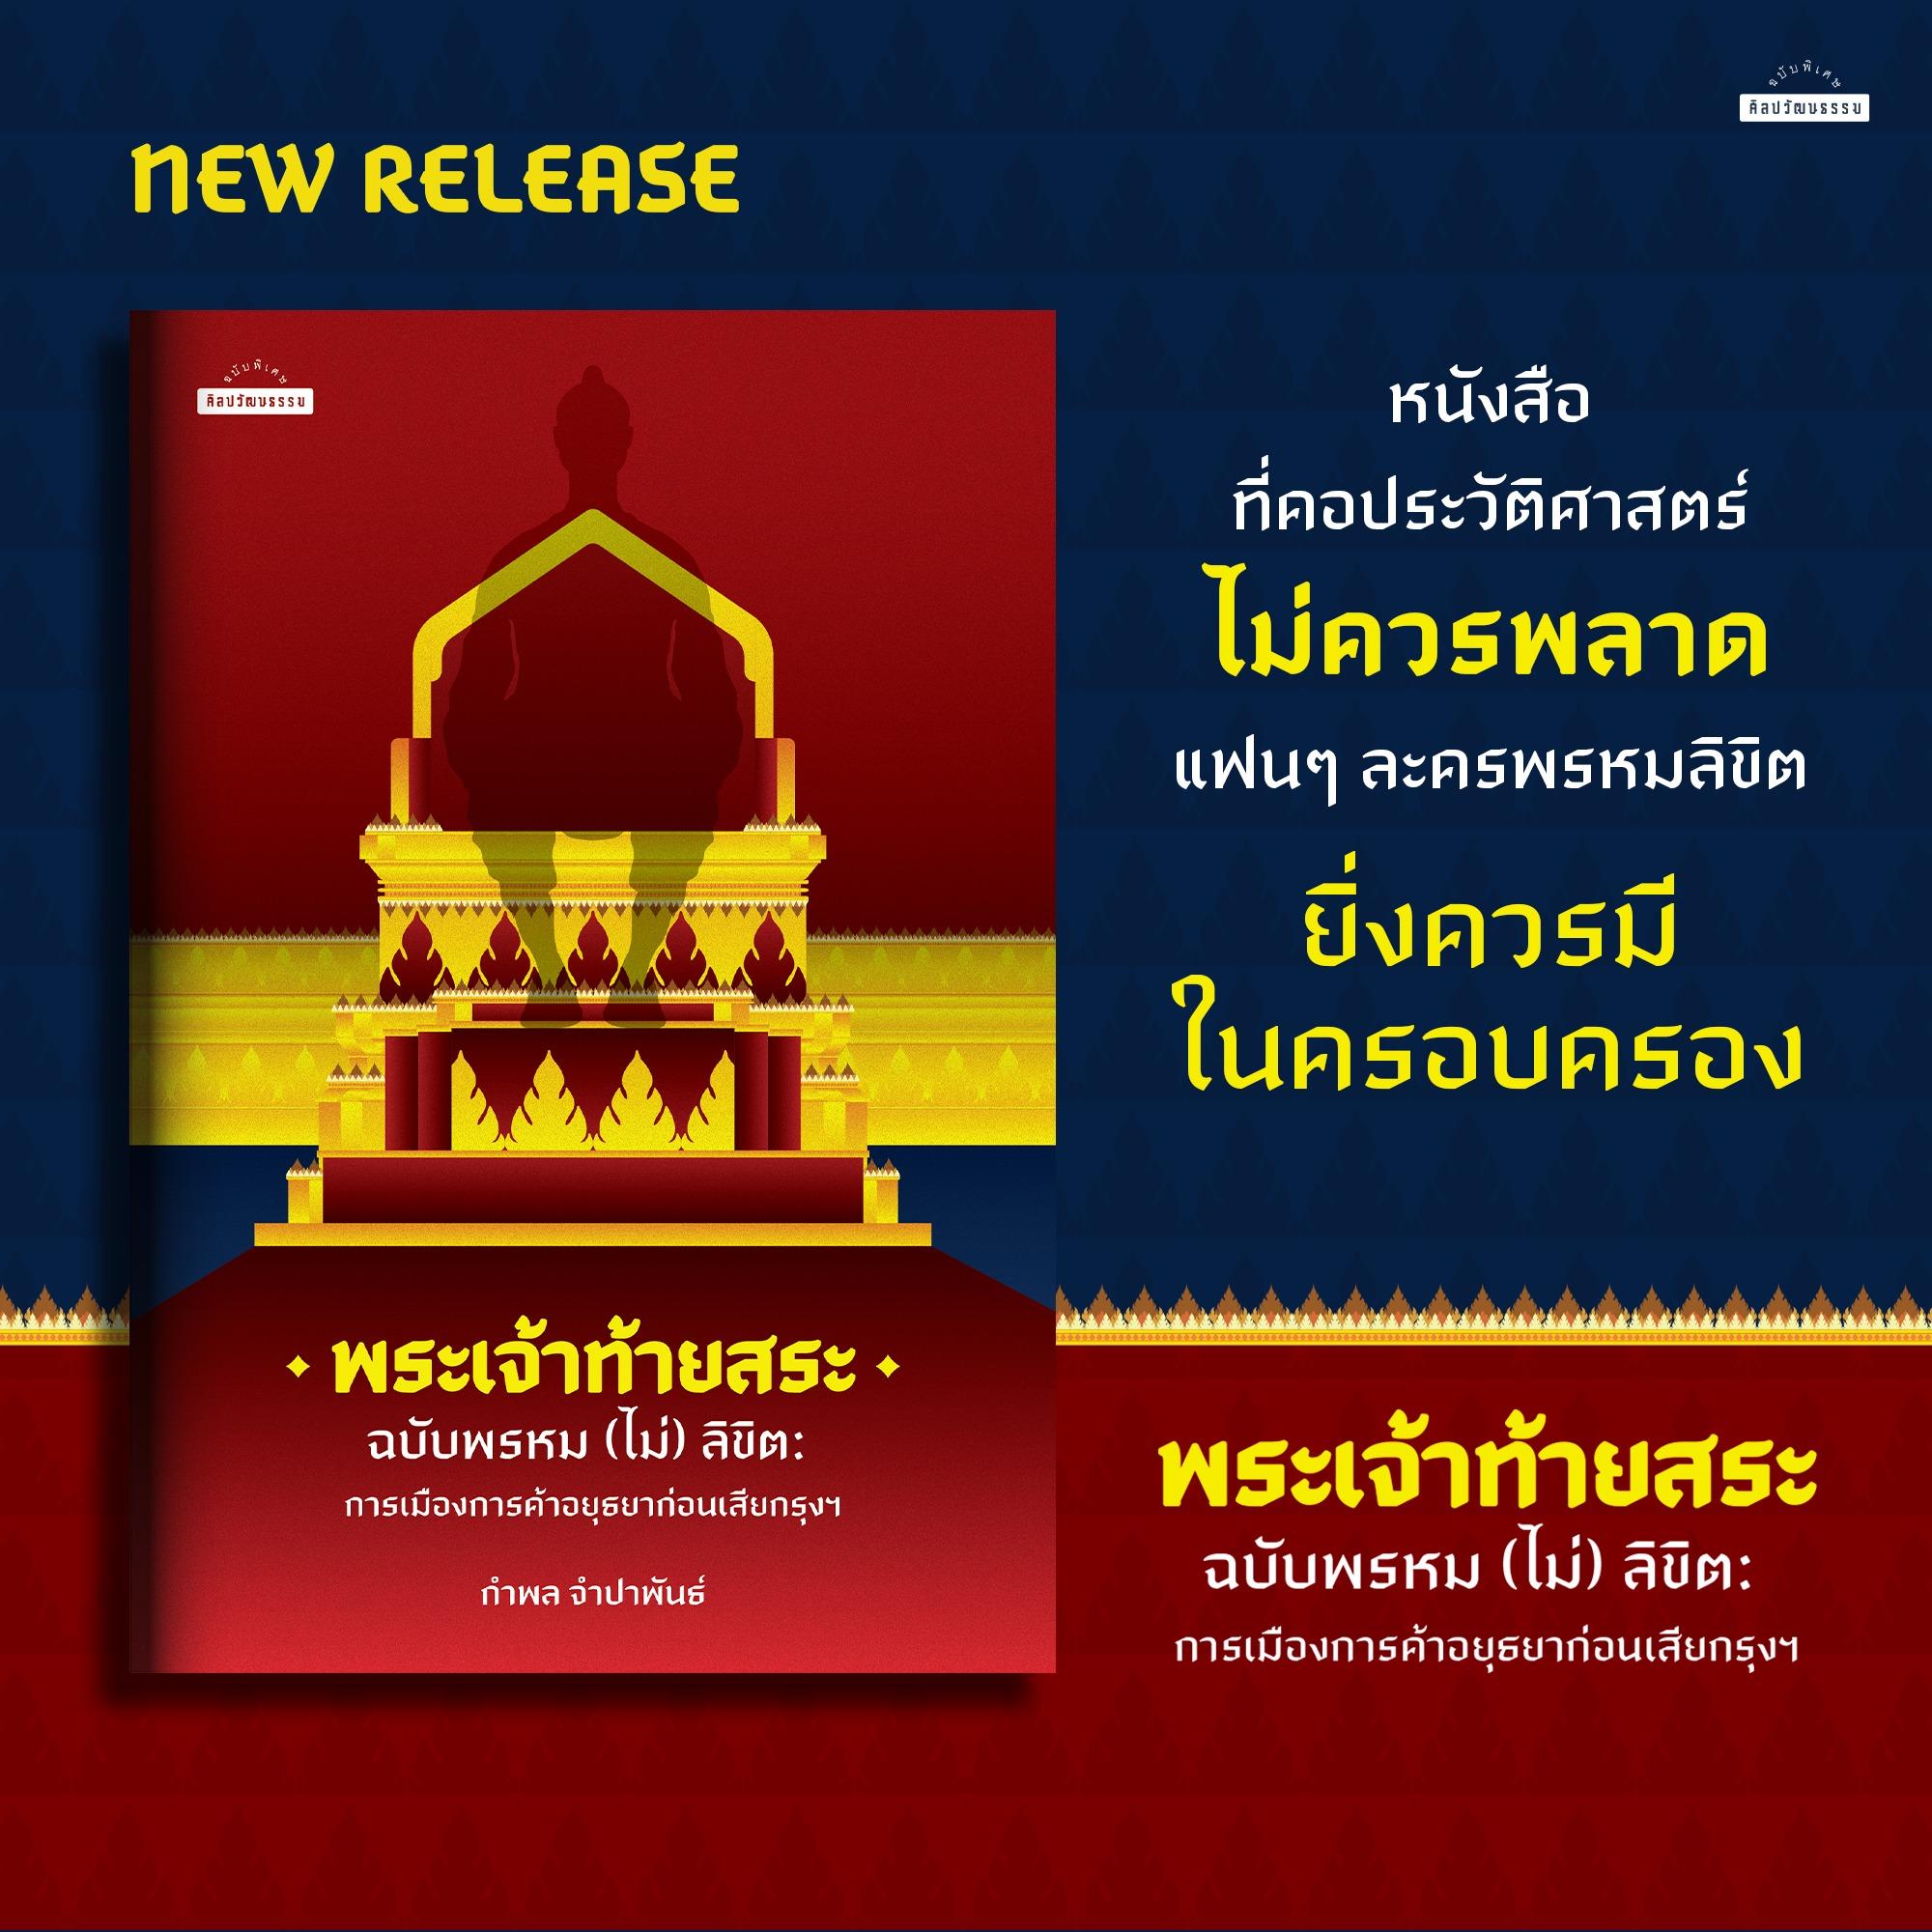 ฉบับพิเศษ
ศิลปวัฒนธรรม
NEW RELEASE
ฉบับพิเศษ
ศิลปวัฒนธรรม
พระเจ้าท้ายสระ
ฉบับพรหม (ไม่) ลิขิต:
การเมืองการค้าอยุธยาก่อนเสียกรุงฯ
กำพล จำปาพันธ์
หนังสือ
ที่คอประวัติศาสตร์
ไม่ควรพลาด
แฟนๆ ละครพรหมลิขิต
ยิ่งควรมี
ในครอบครอง
พระเจ้าท้ายสระ
ฉบับพรหม (ไม่) ลิขิต:
การเมืองการค้าอยุธยาก่อนเสียกรุงฯ